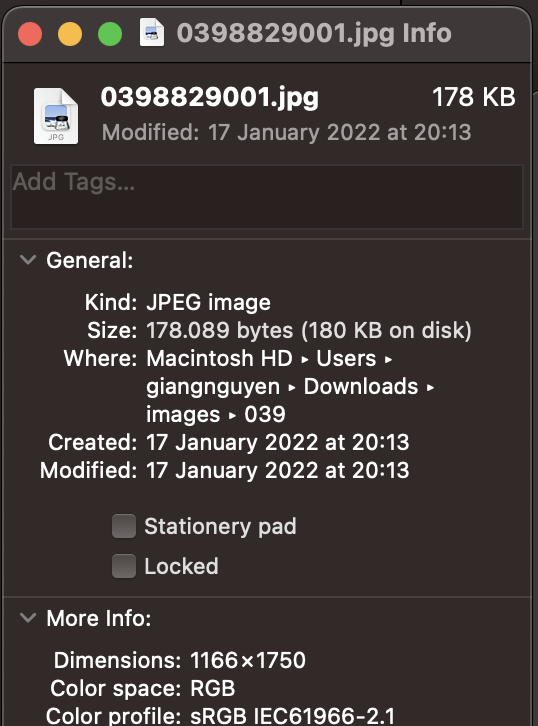 0398829001.jpg Info
0398829001.jpg 178 KB
JPG
Modified: 17 January 2022 at 20:13
Add Tags...
General:
Kind: JPEG image
Size: 178.089 bytes (180 KB on disk)
Where: Macintosh HD ▸ Users ▸
giangnguyen ▸ Downloads ▸
images ▸ 039
Created: 17 January 2022 at 20:13
Modified: 17 January 2022 at 20:13
Stationery pad
Locked
More Info:
Dimensions: 1166×1750
Color space: RGB
Color profile: sRGB IEC61966-2.1